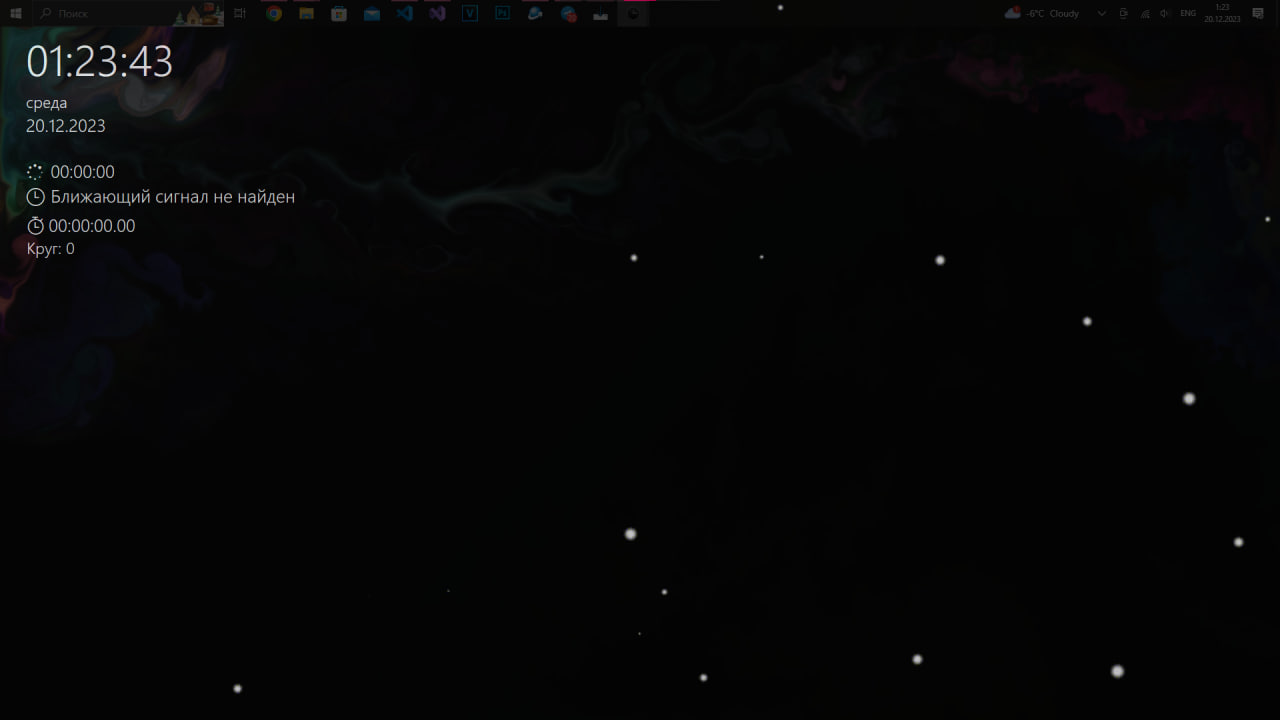 Поиск
V
Ps
-6°C Cloudy
ENG
1:23
20.12.2023
01:23:43
среда
20.12.2023
00:00:00
Ближающий сигнал не найден
00:00:00.00
Круг: 0